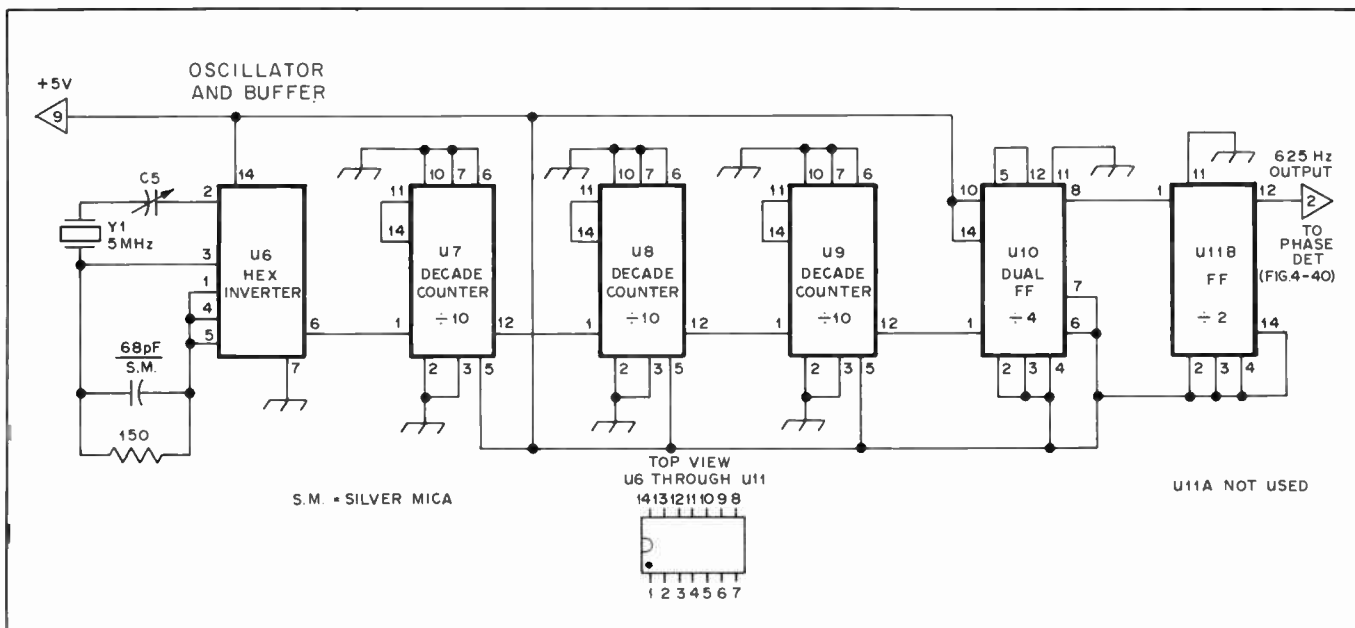 OSCILLATOR
AND BUFFER
+5V
9
14
C5
2
Y1
5MHz
3
1
4
5
U6
HEX
INVERTER
6
7
68pF
S.M.
150
10 7 6
11
14
U7
DECADE
COUNTER
÷10
1
12
2 3 5
10 7 6
11
14
U8
DECADE
COUNTER
÷10
1
12
2 3 5
10 7 6
11
14
U9
DECADE
COUNTER
÷10
1
12
2 3 5
5 12 11
10
14
8
U10
DUAL
FF
÷4
7
6
1
2 3 4
11
1
12
U11B
FF
÷2
14
2 3 4
625 Hz
OUTPUT
2
TO
PHASE
DET
(FIG.4-40)
S.M. = SILVER MICA
TOP VIEW
U6 THROUGH U11
14 13 12 11 10 9 8
1 2 3 4 5 6 7
U11A NOT USED